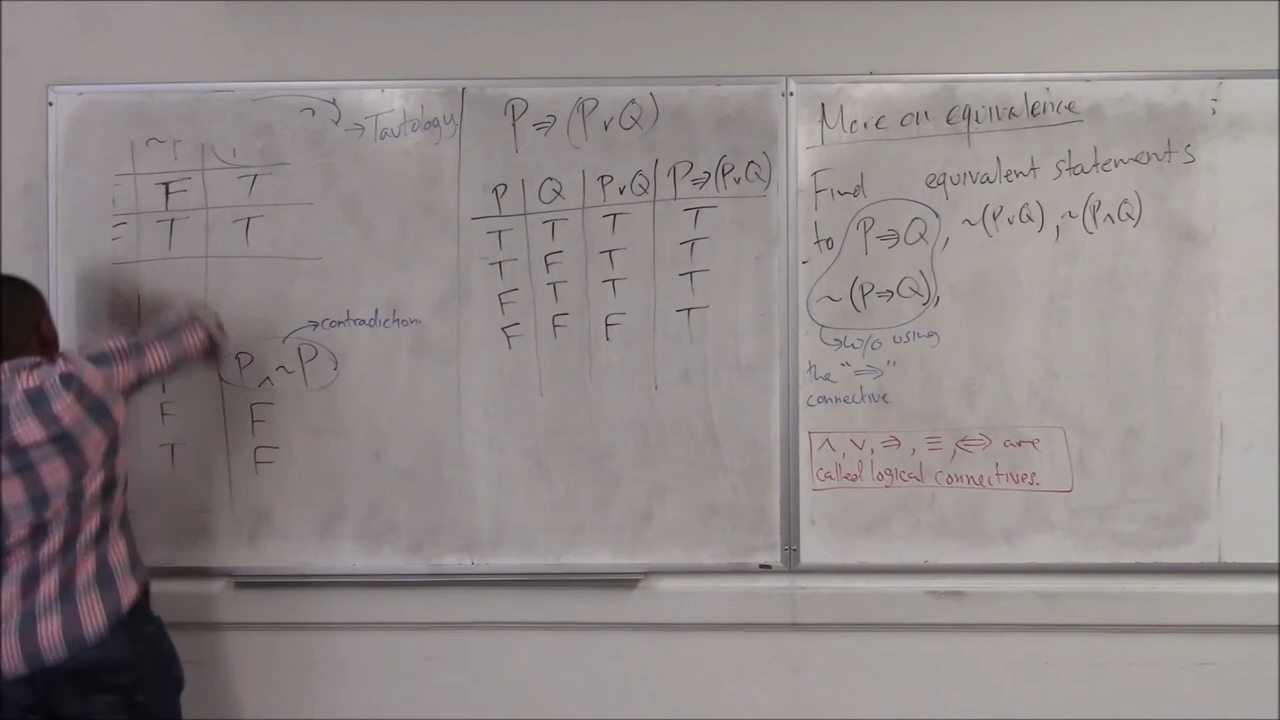 →Tautology
F T
T T
→contradiction.
P∧~P
F F
T F
P⇒(P∨Q)
P Q P∨Q P⇒(P∨Q)
T T T T
T F T T
F T T T
F F F T
More on equivalence
Find equivalent statements
to P⇒Q, ~(P∨Q), ~(P∧Q)
~(P⇒Q),
→w/o using
the "⇒"
connective.
∧, ∨, ⇒, ≡, ⇔ are
called logical connectives.